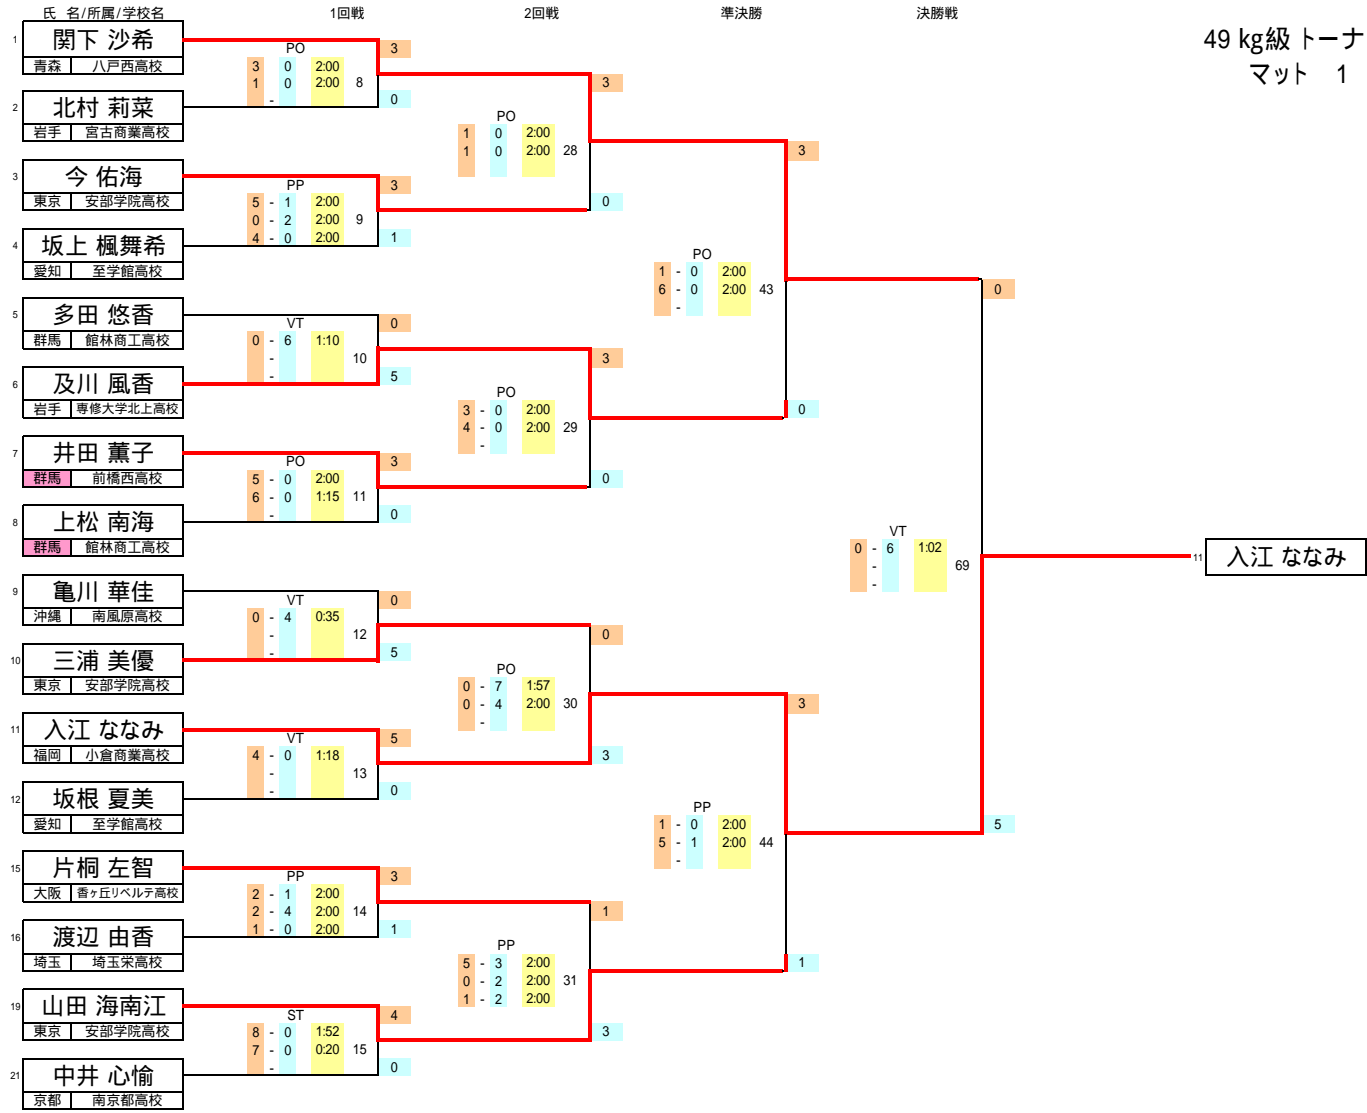 氏 名/所属/学校名 1回戦 2回戦 準決勝 決勝戦
49 kg級 トーナ
マット 1
1 関下 沙希
青森 八戸西高校
PO
3 0 2:00
1 0 2:00 8
-
3
0
2 北村 莉菜
岩手 宮古商業高校
3 今 佑海
東京 安部学院高校
PP
5 - 1 2:00
0 - 2 2:00 9
4 - 0 2:00
3
1
4 坂上 楓舞希
愛知 至学館高校
PO
1 0 2:00
1 0 2:00 28
3
0
5 多田 悠香
群馬 館林商工高校
VT
0 - 6 1:10
- 10
-
0
5
6 及川 風香
岩手 専修大学北上高校
7 井田 薫子
群馬 前橋西高校
PO
5 - 0 2:00
6 - 0 1:15 11
-
3
0
8 上松 南海
群馬 館林商工高校
PO
3 - 0 2:00
4 - 0 2:00 29
-
3
0
PO
1 - 0 2:00
6 - 0 2:00 43
-
3
0
9 亀川 華佳
沖縄 南風原高校
VT
0 - 4 0:35
- 12
-
0
5
10 三浦 美優
東京 安部学院高校
11 入江 ななみ
福岡 小倉商業高校
VT
4 - 0 1:18
- 13
-
5
0
12 坂根 夏美
愛知 至学館高校
PO
0 - 7 1:57
0 - 4 2:00 30
-
0
3
15 片桐 左智
大阪 香ヶ丘リベルテ高校
PP
2 - 1 2:00
2 - 4 2:00 14
1 - 0 2:00
3
1
16 渡辺 由香
埼玉 埼玉栄高校
19 山田 海南江
東京 安部学院高校
ST
8 - 0 1:52
7 - 0 0:20 15
-
4
0
21 中井 心愉
京都 南京都高校
PP
5 - 3 2:00
0 - 2 2:00 31
1 - 2 2:00
1
3
PP
1 - 0 2:00
5 - 1 2:00 44
-
3
1
VT
0 - 6 1:02
- 69
-
0
5
11 入江 ななみ